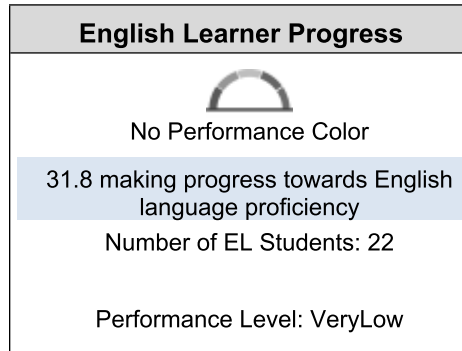 English Learner Progress
No Performance Color
31.8 making progress towards English
language proficiency
Number of EL Students: 22
Performance Level: VeryLow